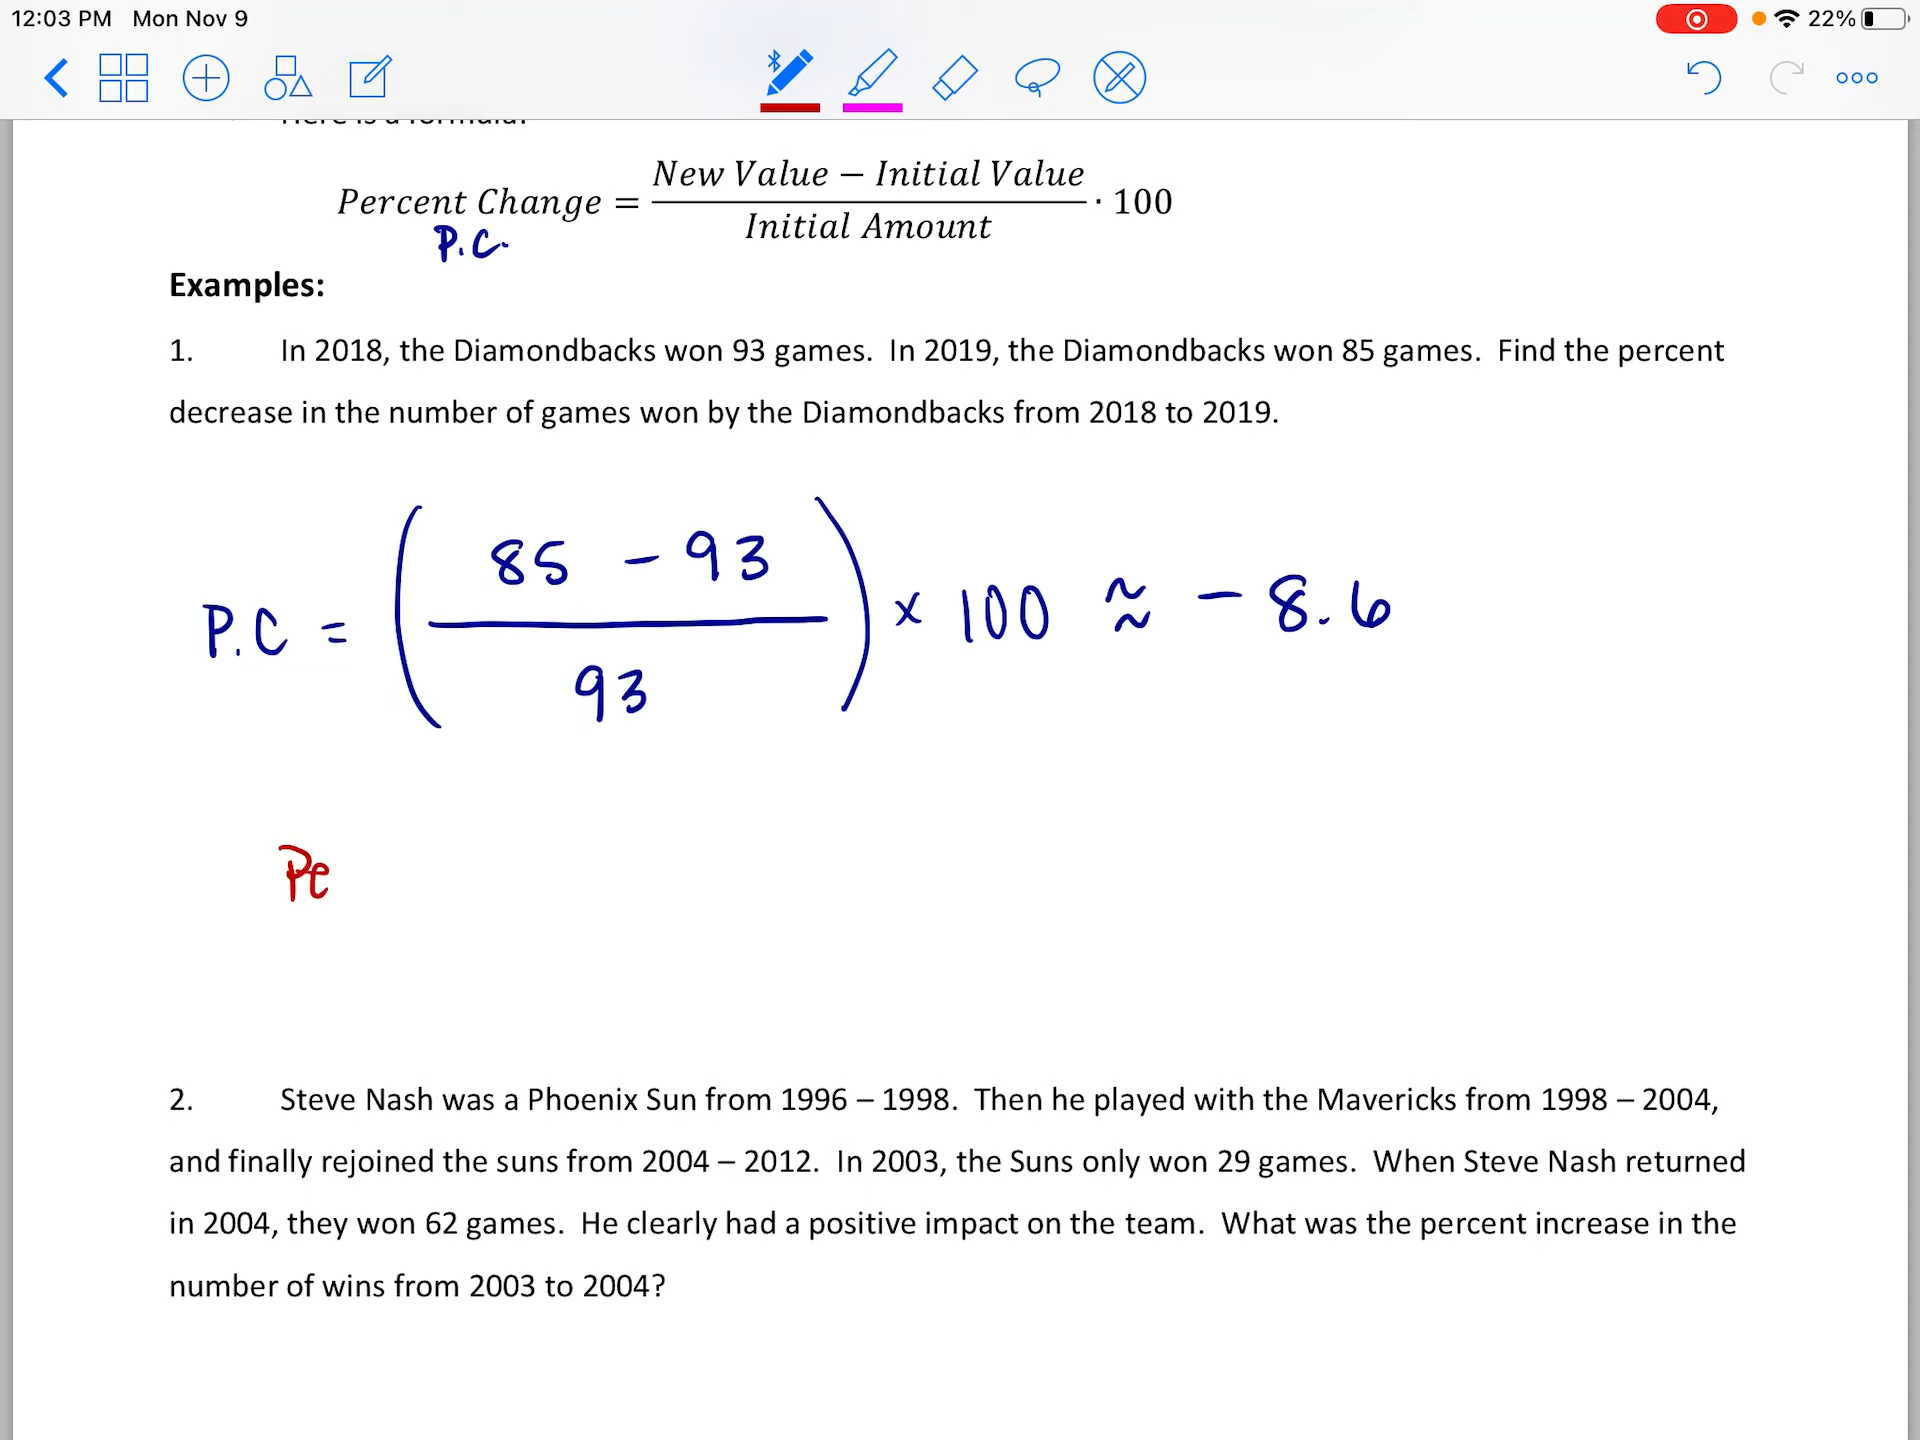 12:03 PM Mon Nov 9
22%
Here is a formula:
Percent Change = (New Value − Initial Value) / (Initial Amount) · 100
P.C.
Examples:
1. In 2018, the Diamondbacks won 93 games. In 2019, the Diamondbacks won 85 games. Find the percent
decrease in the number of games won by the Diamondbacks from 2018 to 2019.
P.C = ( (85 - 93) / 93 ) x 100 ≈ - 8.6
Pe
2. Steve Nash was a Phoenix Sun from 1996 – 1998. Then he played with the Mavericks from 1998 – 2004,
and finally rejoined the suns from 2004 – 2012. In 2003, the Suns only won 29 games. When Steve Nash returned
in 2004, they won 62 games. He clearly had a positive impact on the team. What was the percent increase in the
number of wins from 2003 to 2004?